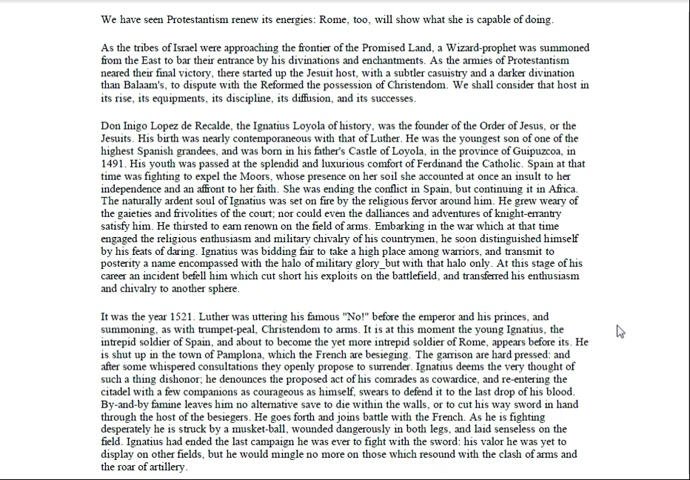 We have seen Protestantism renew its energies: Rome, too, will show what she is capable of doing.
As the tribes of Israel were approaching the frontier of the Promised Land, a Wizard-prophet was summoned
from the East to bar their entrance by his divinations and enchantments. As the armies of Protestantism
neared their final victory, there started up the Jesuit host, with a subtler casuistry and a darker divination
than Balaam's, to dispute with the Reformed the possession of Christendom. We shall consider that host in
its rise, its equipments, its discipline, its diffusion, and its successes.
Don Inigo Lopez de Recalde, the Ignatius Loyola of history, was the founder of the Order of Jesus, or the
Jesuits. His birth was nearly contemporaneous with that of Luther. He was the youngest son of one of the
highest Spanish grandees, and was born in his father's Castle of Loyola, in the province of Guipuzcoa, in
1491. His youth was passed at the splendid and luxurious comfort of Ferdinand the Catholic. Spain at that
time was fighting to expel the Moors, whose presence on her soil she accounted at once an insult to her
independence and an affront to her faith. She was ending the conflict in Spain, but continuing it in Africa.
The naturally ardent soul of Ignatius was set on fire by the religious fervor around him. He grew weary of
the gaieties and frivolities of the court; nor could even the dalliances and adventures of knight-errantry
satisfy him. He thirsted to earn renown on the field of arms. Embarking in the war which at that time
engaged the religious enthusiasm and military chivalry of his countrymen, he soon distinguished himself
by his feats of daring. Ignatius was bidding fair to take a high place among warriors, and transmit to
posterity a name encompassed with the halo of military glory_but with that halo only. At this stage of his
career an incident befell him which cut short his exploits on the battlefield, and transferred his enthusiasm
and chivalry to another sphere.
It was the year 1521. Luther was uttering his famous "No!" before the emperor and his princes, and
summoning, as with trumpet-peal, Christendom to arms. It is at this moment the young Ignatius, the
intrepid soldier of Spain, and about to become the yet more intrepid soldier of Rome, appears before its. He
is shut up in the town of Pamplona, which the French are besieging. The garrison are hard pressed: and
after some whispered consultations they openly propose to surrender. Ignatius deems the very thought of
such a thing dishonor; he denounces the proposed act of his comrades as cowardice, and re-entering the
citadel with a few companions as courageous as himself, swears to defend it to the last drop of his blood.
By-and-by famine leaves him no alternative save to die within the walls, or to cut his way sword in hand
through the host of the besiegers. He goes forth and joins battle with the French. As he is fighting
desperately he is struck by a musket-ball, wounded dangerously in both legs, and laid senseless on the
field. Ignatius had ended the last campaign he was ever to fight with the sword: his valor he was yet to
display on other fields, but he would mingle no more on those which resound with the clash of arms and
the roar of artillery.